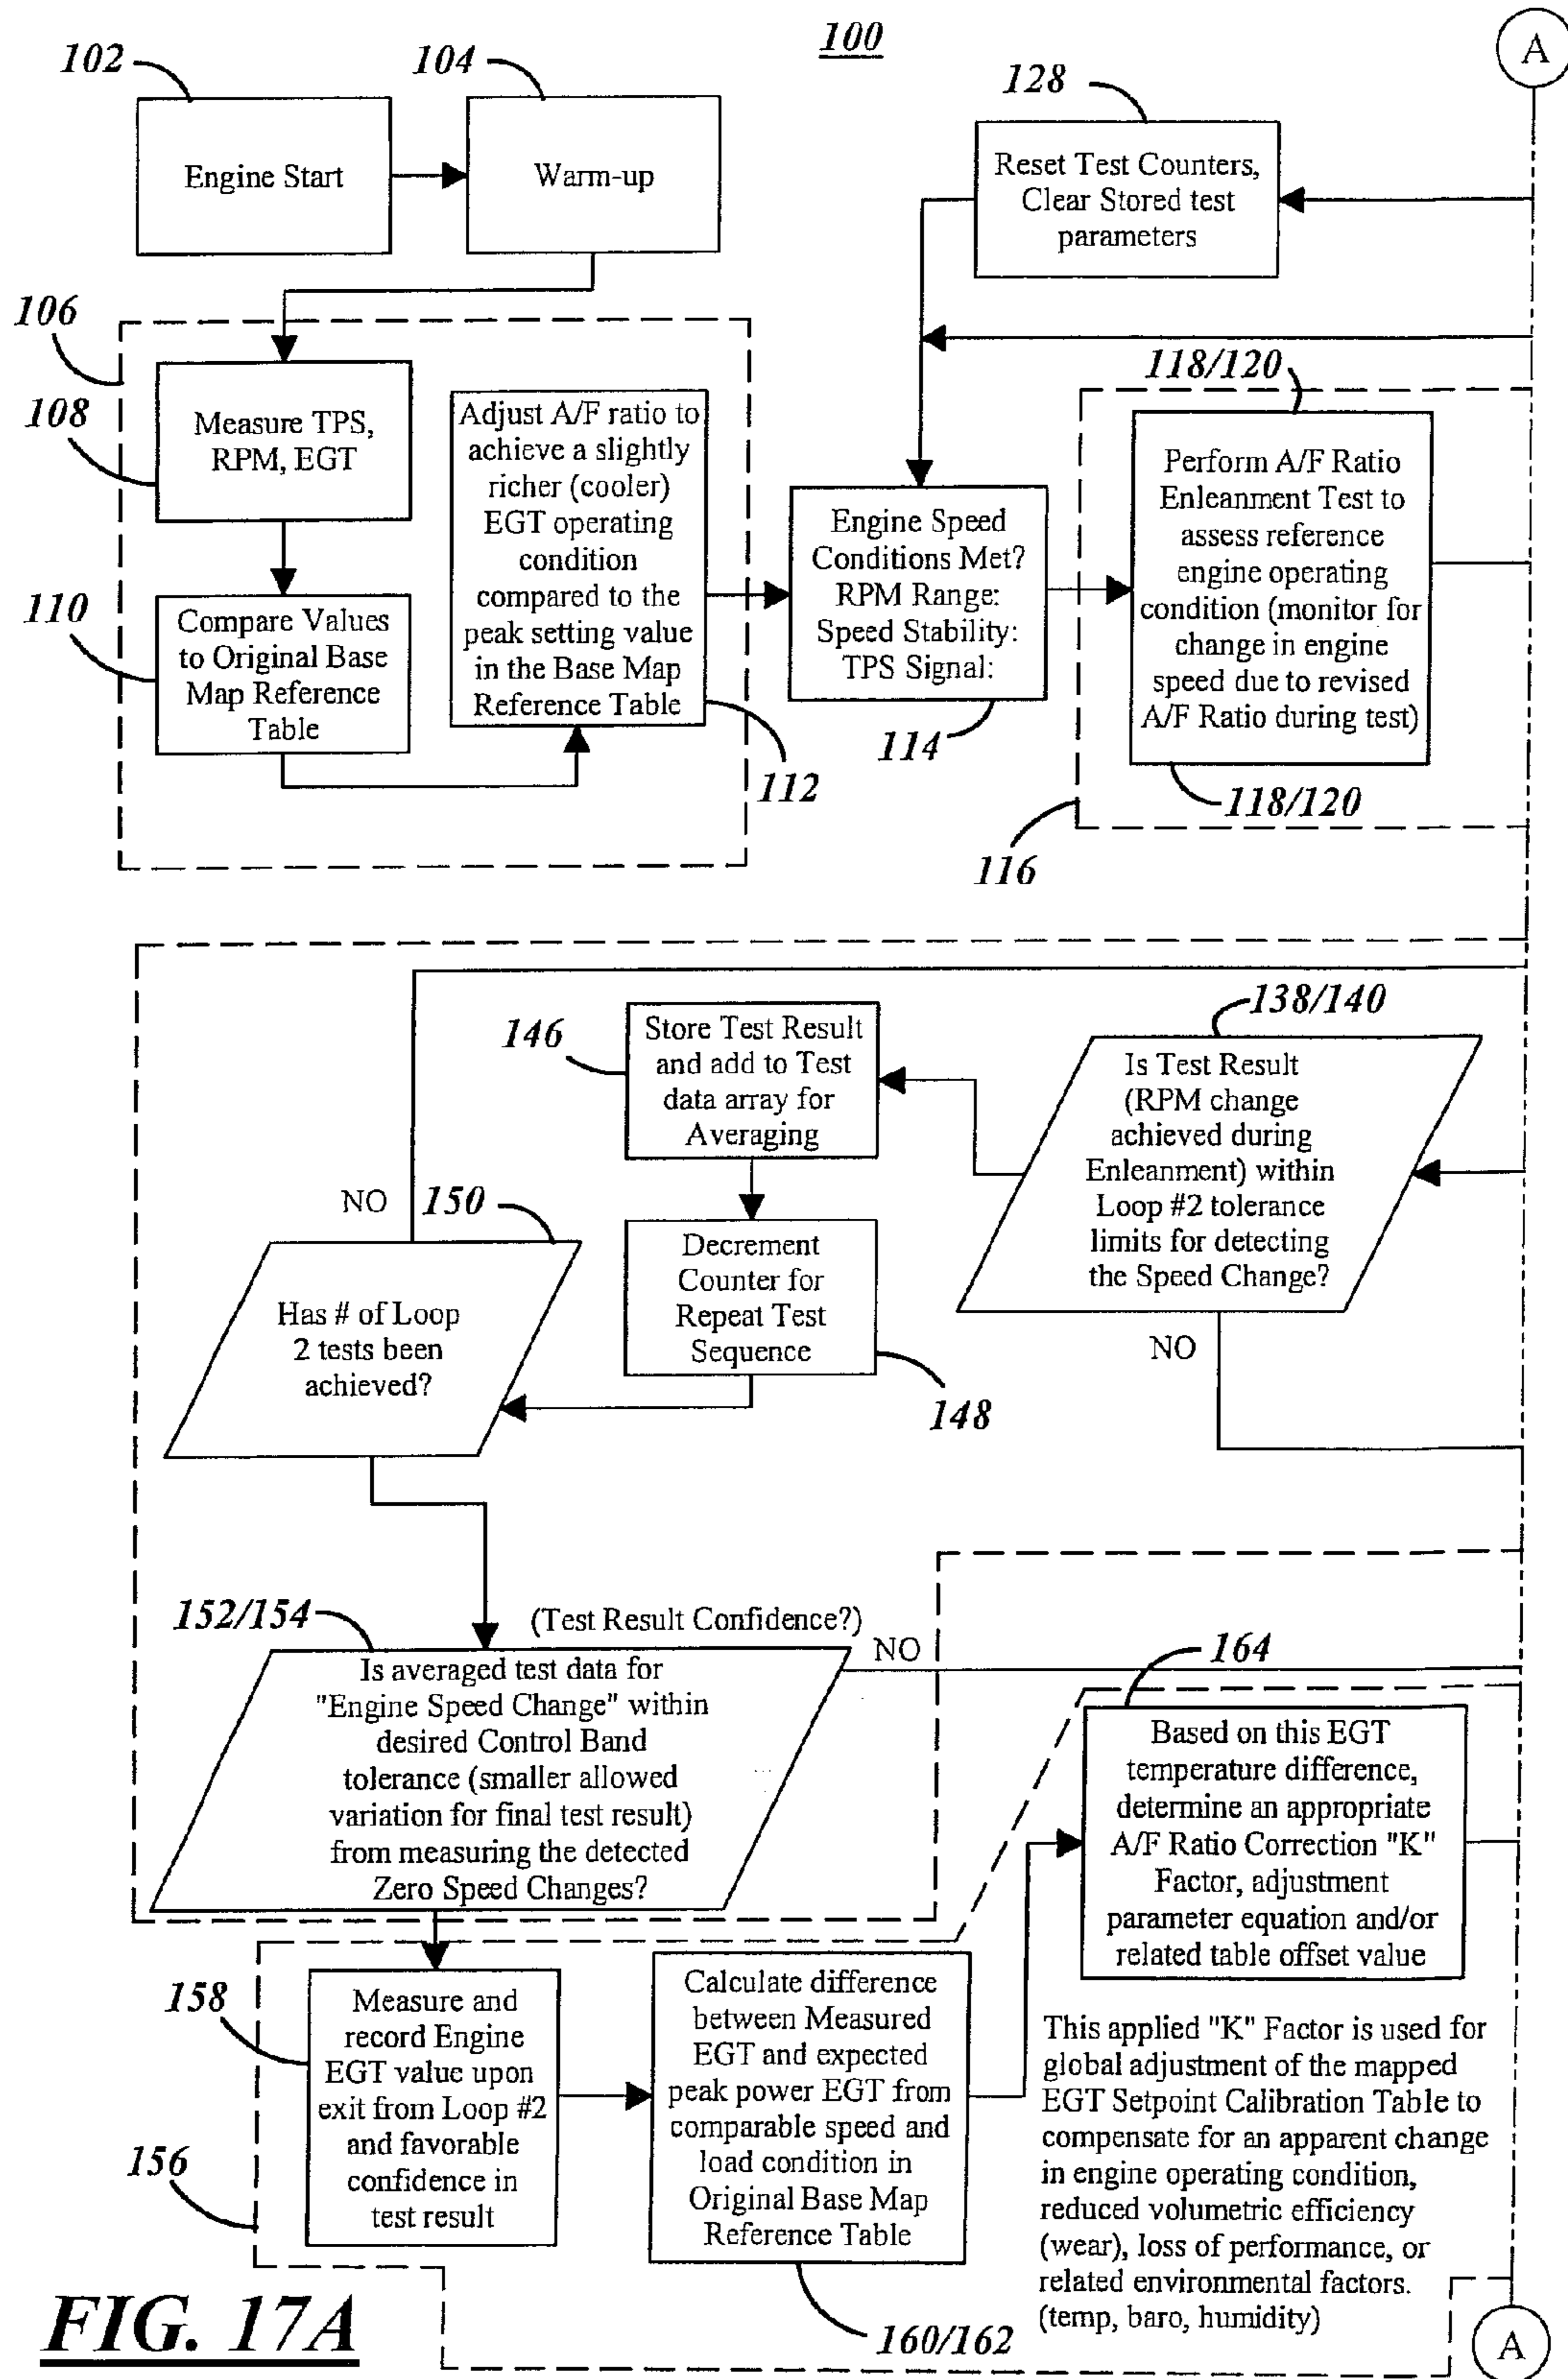 100
A
102
104
128
Engine Start
Warm-up
Reset Test Counters,
Clear Stored test
parameters
106
108
Measure TPS,
RPM, EGT
110
Compare Values
to Original Base
Map Reference
Table
Adjust A/F ratio to
achieve a slightly
richer (cooler)
EGT operating
condition
compared to the
peak setting value
in the Base Map
Reference Table
112
Engine Speed
Conditions Met?
RPM Range:
Speed Stability:
TPS Signal:
114
118/120
Perform A/F Ratio
Enleanment Test to
assess reference
engine operating
condition (monitor for
change in engine
speed due to revised
A/F Ratio during test)
118/120
116
138/140
Is Test Result
(RPM change
achieved during
Enleanment) within
Loop #2 tolerance
limits for detecting
the Speed Change?
NO
146
Store Test Result
and add to Test
data array for
Averaging
Decrement
Counter for
Repeat Test
Sequence
148
NO
150
Has # of Loop
2 tests been
achieved?
152/154
(Test Result Confidence?)
NO
Is averaged test data for
"Engine Speed Change" within
desired Control Band
tolerance (smaller allowed
variation for final test result)
from measuring the detected
Zero Speed Changes?
156
158
Measure and
record Engine
EGT value upon
exit from Loop #2
and favorable
confidence in
test result
Calculate difference
between Measured
EGT and expected
peak power EGT from
comparable speed and
load condition in
Original Base Map
Reference Table
160/162
164
Based on this EGT
temperature difference,
determine an appropriate
A/F Ratio Correction "K"
Factor, adjustment
parameter equation and/or
related table offset value
This applied "K" Factor is used for
global adjustment of the mapped
EGT Setpoint Calibration Table to
compensate for an apparent change
in engine operating condition,
reduced volumetric efficiency
(wear), loss of performance, or
related environmental factors.
(temp, baro, humidity)
A
FIG. 17A